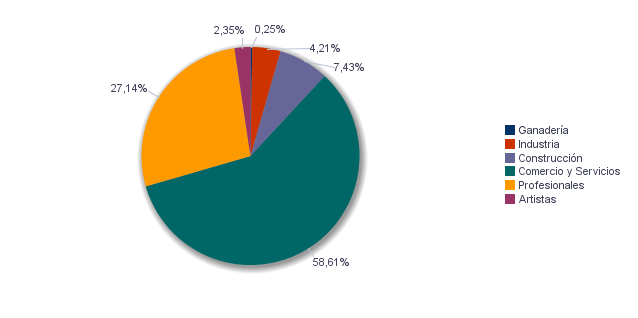 2,35%
0,25%
4,21%
7,43%
27,14%
58,61%
Ganadería
Industria
Construcción
Comercio y Servicios
Profesionales
Artistas